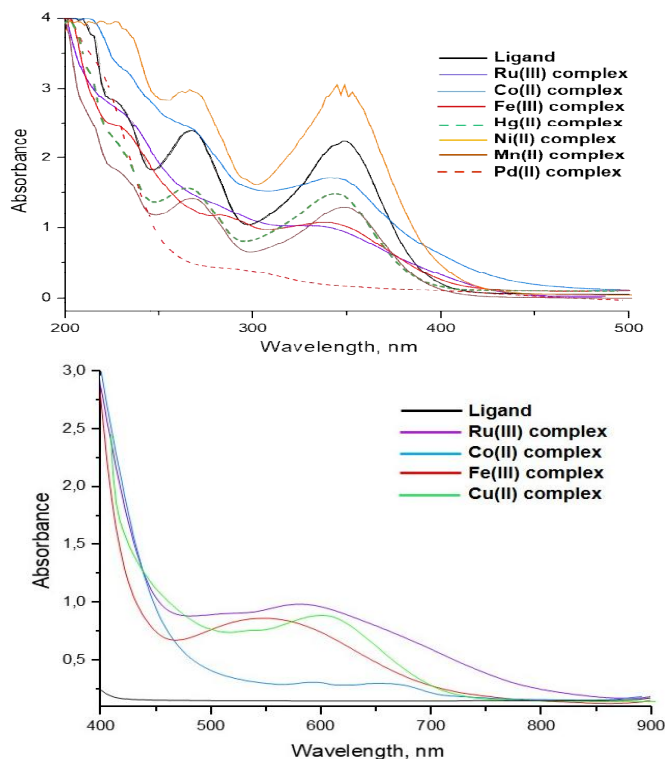 4
3
2
1
0
Absorbance
Ligand
Ru(III) complex
Co(II) complex
Fe(III) complex
Hg(II) complex
Ni(II) complex
Mn(II) complex
Pd(II) complex
200 300 400 500
Wavelength, nm
3,0
2,5
2,0
1,5
1,0
0,5
Absorbance
Ligand
Ru(III) complex
Co(II) complex
Fe(III) complex
Cu(II) complex
400 500 600 700 800 900
Wavelength, nm